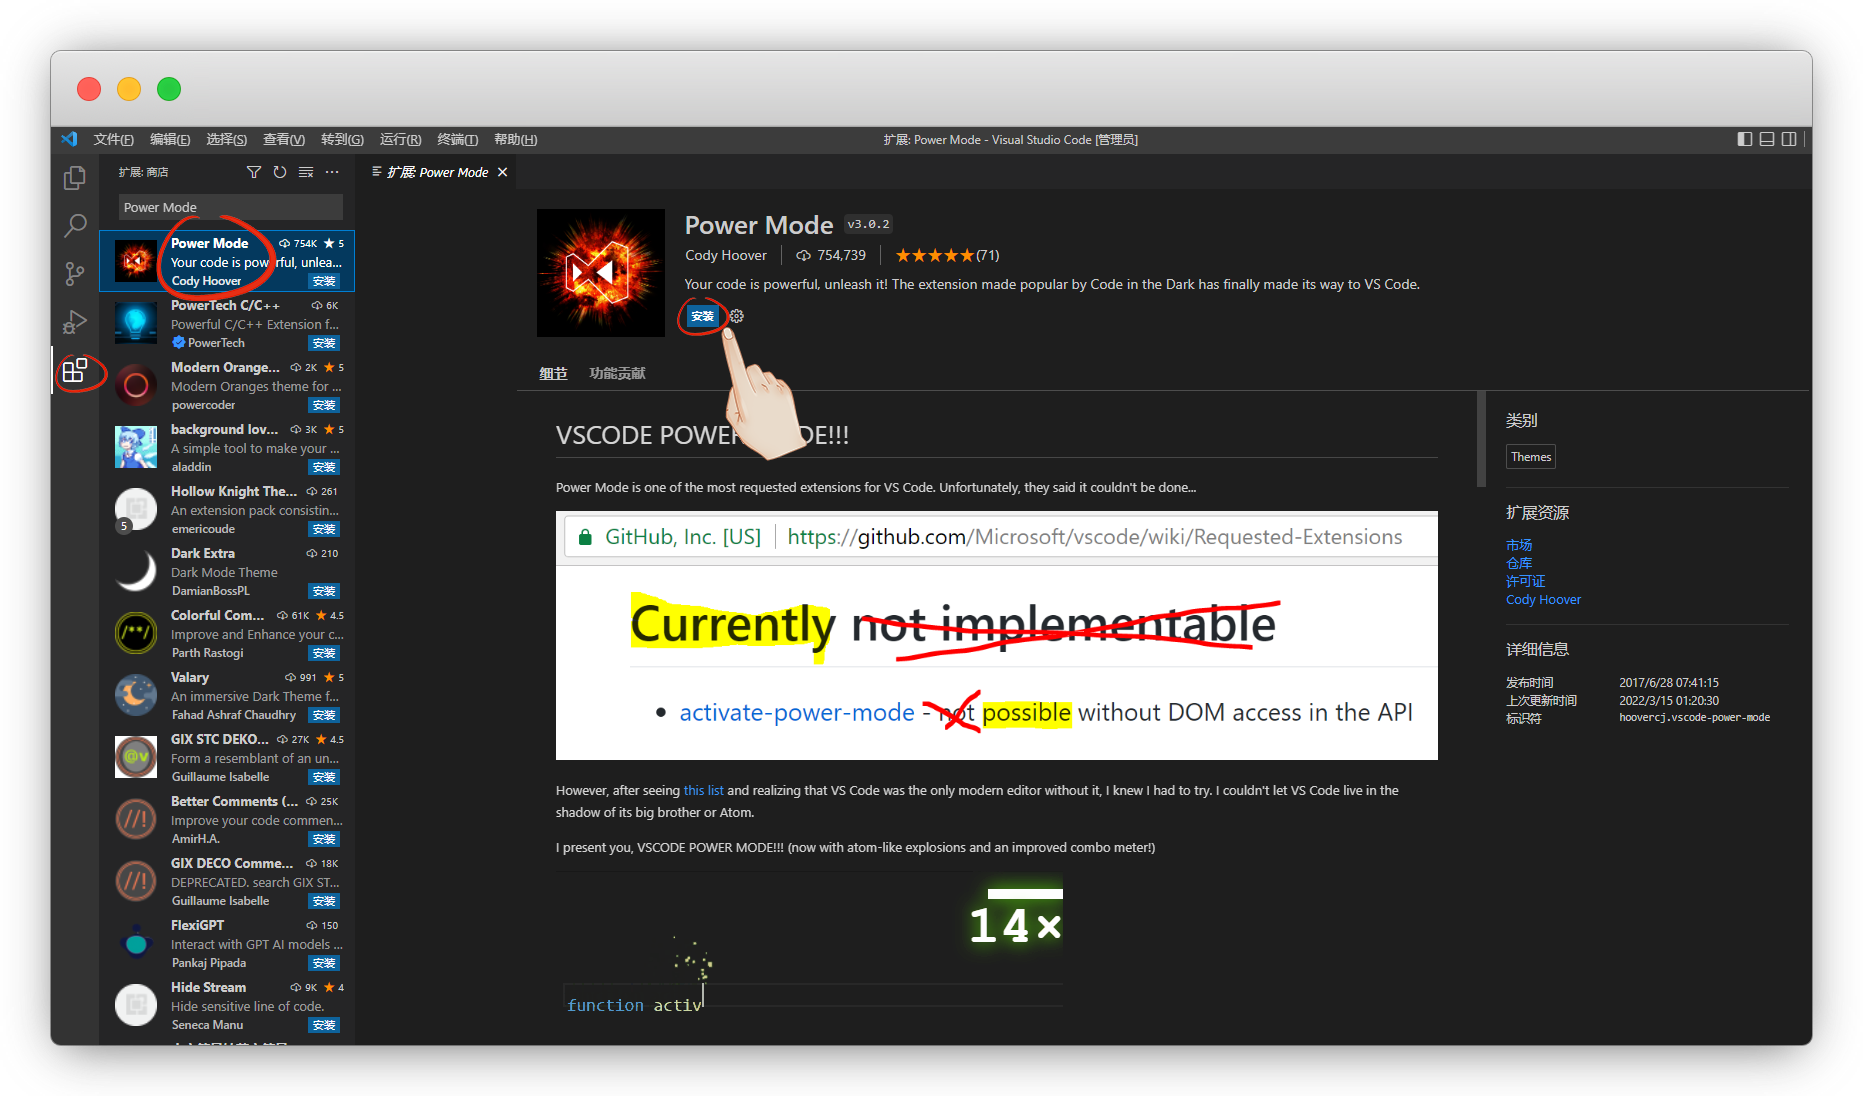 文件(F) 编辑(E) 选择(S) 查看(V) 转到(G) 运行(R) 终端(T) 帮助(H)
扩展: Power Mode - Visual Studio Code [管理员]
扩展: 商店
Power Mode
Power Mode 754K ★ 5
Your code is powerful, unlea...
Cody Hoover 安装
PowerTech C/C++ 6K
Powerful C/C++ Extension f...
PowerTech 安装
Modern Orange... 2K ★ 5
Modern Oranges theme for ...
powercoder 安装
background lov... 3K ★ 5
A simple tool to make your ...
aladdin 安装
Hollow Knight The... 261
An extension pack consistin...
5
emericoude 安装
Dark Extra 210
Dark Mode Theme
DamianBossPL 安装
Colorful Com... 61K ★ 4.5
/**/
Improve and Enhance your c...
Parth Rastogi 安装
Valary 991 ★ 5
An immersive Dark Theme f...
Fahad Ashraf Chaudhry 安装
GIX STC DEKO... 27K ★ 4.5
@v
Form a resemblant of an un...
Guillaume Isabelle 安装
Better Comments (... 25K
//!
Improve your code commen...
AmirH.A. 安装
GIX DECO Comme... 18K
//!
DEPRECATED. search GIX ST...
Guillaume Isabelle 安装
FlexiGPT 150
Interact with GPT AI models ...
Pankaj Pipada 安装
Hide Stream 9K ★ 4
Hide sensitive line of code.
Seneca Manu 安装
扩展: Power Mode
Power Mode v3.0.2
Cody Hoover 754,739 ★★★★★(71)
Your code is powerful, unleash it! The extension made popular by Code in the Dark has finally made its way to VS Code.
安装
细节 功能贡献
VSCODE POWER DE!!!
Power Mode is one of the most requested extensions for VS Code. Unfortunately, they said it couldn't be done...
GitHub, Inc. [US] https://github.com/Microsoft/vscode/wiki/Requested-Extensions
Currently not implementable
• activate-power-mode - not possible without DOM access in the API
However, after seeing this list and realizing that VS Code was the only modern editor without it, I knew I had to try. I couldn't let VS Code live in the
shadow of its big brother or Atom.
I present you, VSCODE POWER MODE!!! (now with atom-like explosions and an improved combo meter!)
14×
function activ
类别
Themes
扩展资源
市场
仓库
许可证
Cody Hoover
详细信息
发布时间 2017/6/28 07:41:15
上次更新时间 2022/3/15 01:20:30
标识符 hoovercj.vscode-power-mode